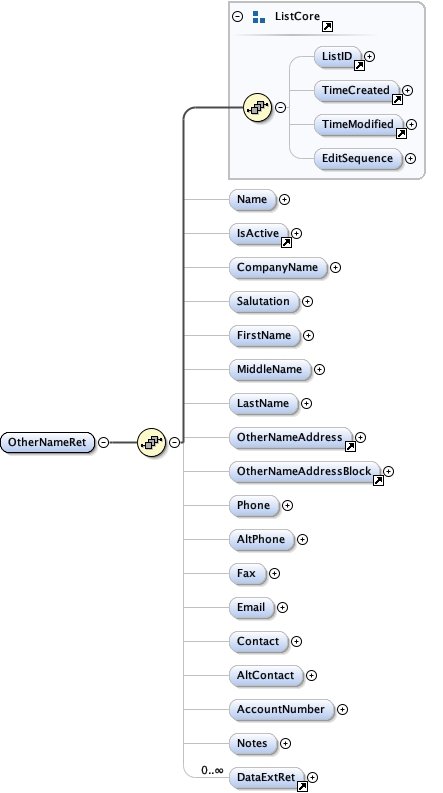 ListCore
ListID
TimeCreated
TimeModified
EditSequence
Name
IsActive
CompanyName
Salutation
FirstName
MiddleName
LastName
OtherNameRet
OtherNameAddress
OtherNameAddressBlock
Phone
AltPhone
Fax
Email
Contact
AltContact
AccountNumber
Notes
0..∞
DataExtRet